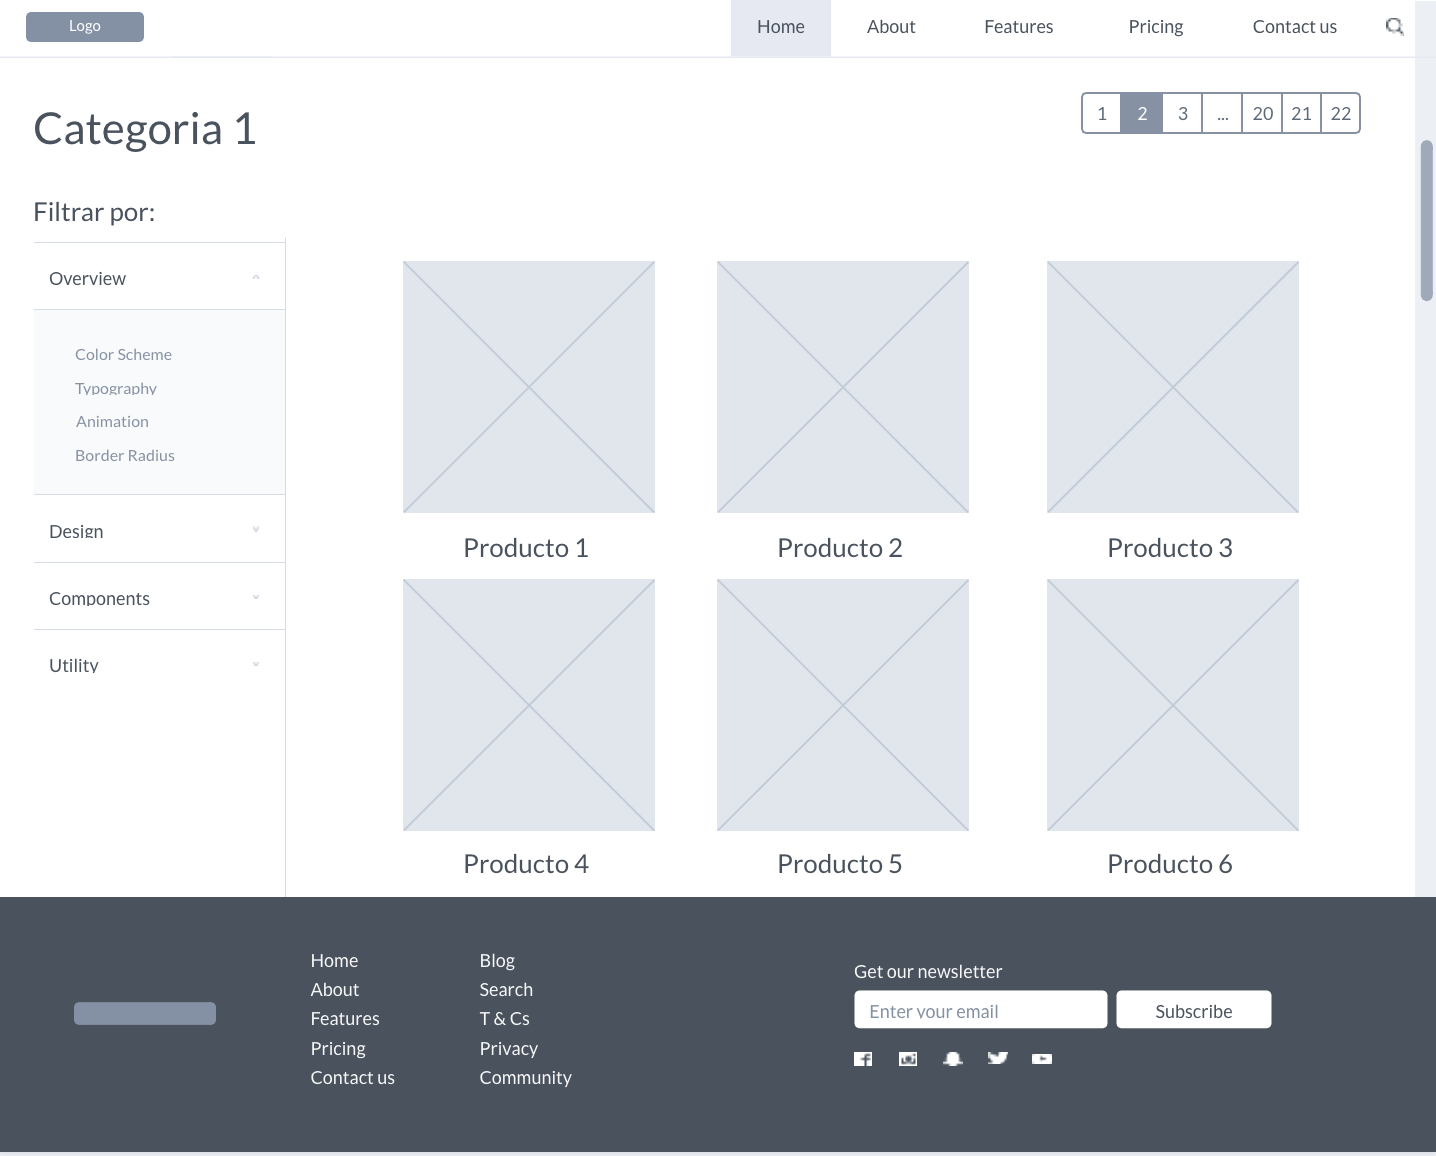 Logo
Home About Features Pricing Contact us
Categoria 1
1 2 3 ... 20 21 22
Filtrar por:
Overview
Color Scheme
Typography
Animation
Border Radius
Design
Components
Utility
Producto 1 Producto 2 Producto 3
Producto 4 Producto 5 Producto 6
Home
About
Features
Pricing
Contact us
Blog
Search
T & Cs
Privacy
Community
Get our newsletter
Enter your email Subscribe